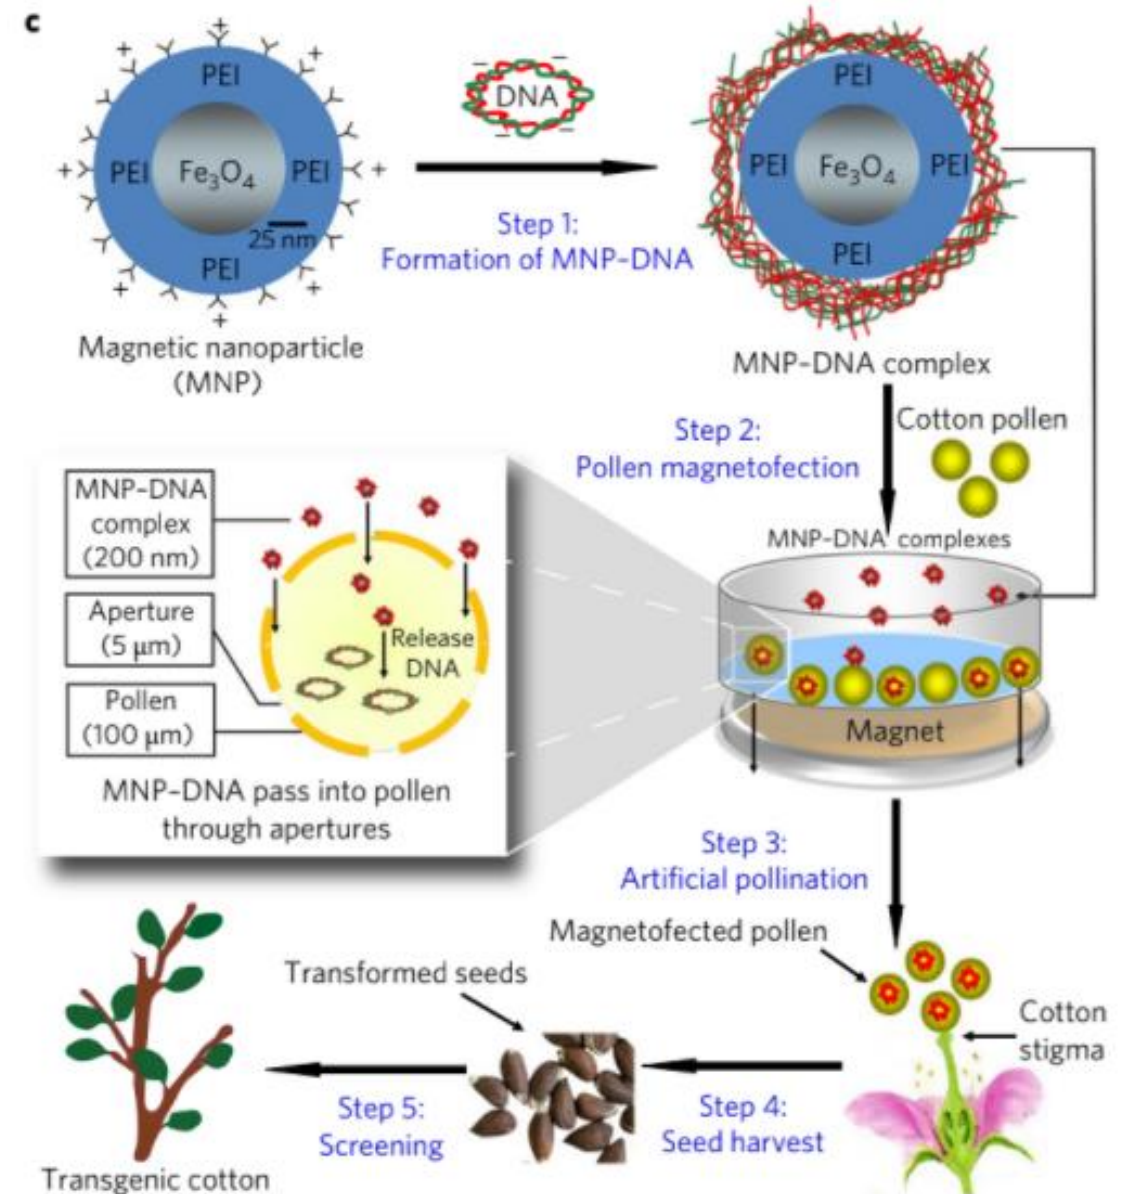 c
PEI
PEI Fe₃O₄ PEI
25 nm
PEI
Magnetic nanoparticle
(MNP)
DNA
Step 1:
Formation of MNP–DNA
PEI
PEI Fe₃O₄ PEI
PEI
MNP–DNA complex
Step 2:
Pollen magnetofection
Cotton pollen
MNP–DNA complexes
Magnet
MNP–DNA
complex
(200 nm)
Aperture
(5 μm)
Pollen
(100 μm)
Release
DNA
MNP–DNA pass into pollen
through apertures
Step 3:
Artificial pollination
Magnetofected pollen
Cotton
stigma
Step 4:
Seed harvest
Transformed seeds
Step 5:
Screening
Transgenic cotton